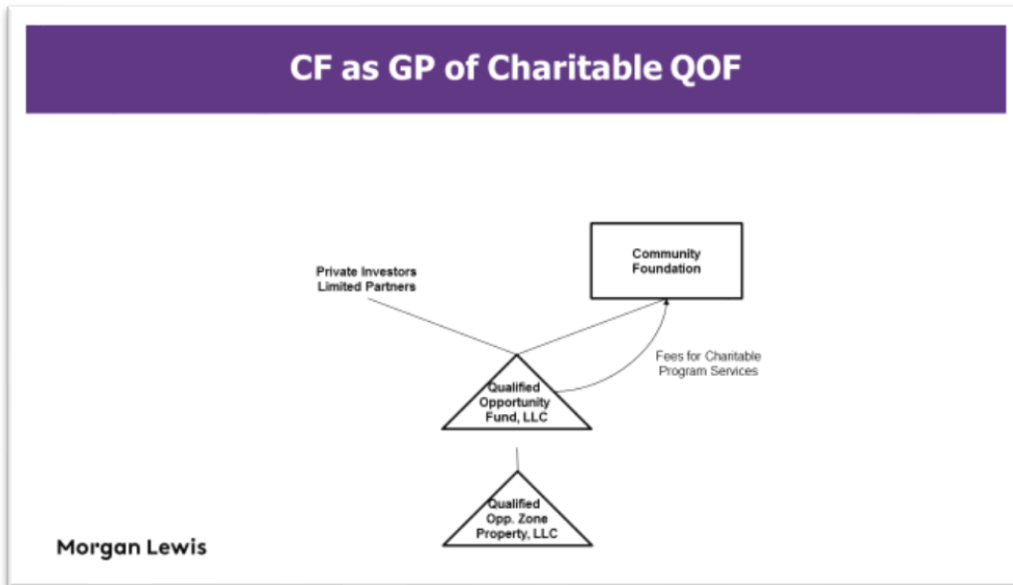 CF as GP of Charitable QOF
Private Investors
Limited Partners
Community
Foundation
Fees for Charitable
Program Services
Qualified
Opportunity
Fund, LLC
Qualified
Opp. Zone
Property, LLC
Morgan Lewis